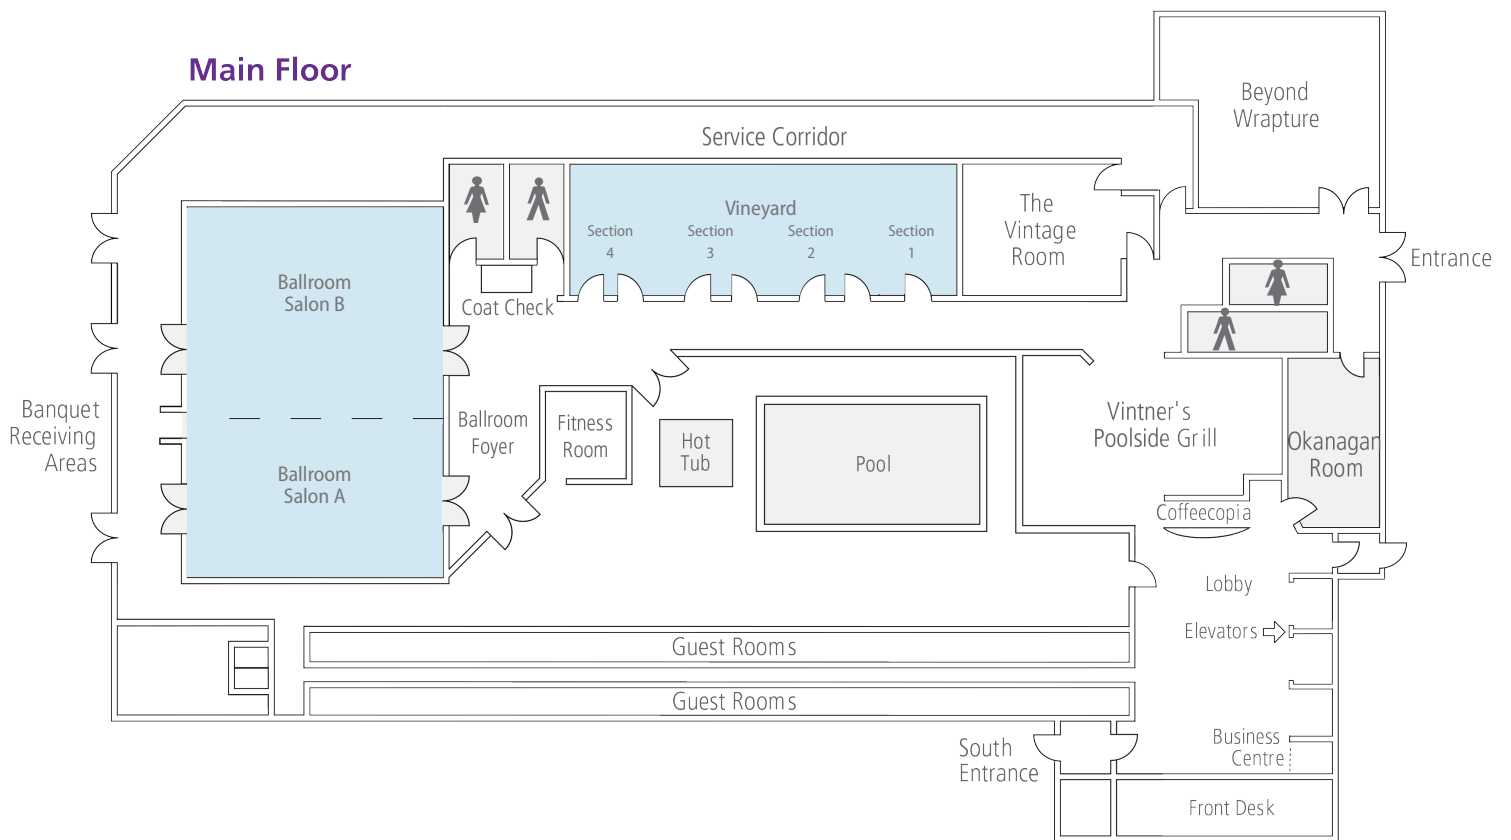 Main Floor
Beyond
Wrapture
Service Corridor
Vineyard
Section
4
Section
3
Section
2
Section
1
The
Vintage
Room
Entrance
Ballroom
Salon B
Coat Check
Banquet
Receiving
Areas
Ballroom
Foyer
Fitness
Room
Hot
Tub
Pool
Vintner's
Poolside Grill
Okanagan
Room
Ballroom
Salon A
Coffeecopia
Lobby
Elevators
Guest Rooms
Guest Rooms
South
Entrance
Business
Centre
Front Desk